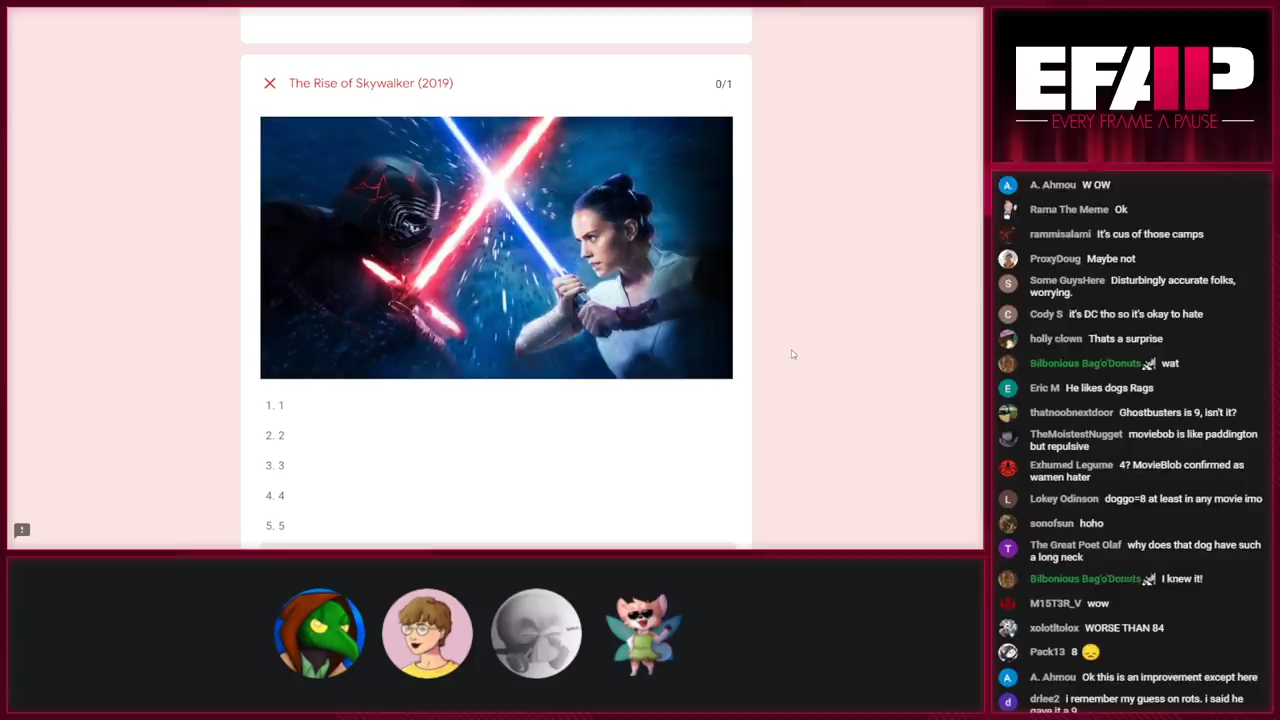 The Rise of Skywalker (2019)
0/1
1. 1
2. 2
3. 3
4. 4
5. 5
EFAP
EVERY FRAME A PAUSE
A. Ahmou W OW
Rama The Meme Ok
rammisalami It's cus of those camps
ProxyDoug Maybe not
Some GuysHere Disturbingly accurate folks,
worrying.
Cody S it's DC tho so it's okay to hate
holly clown Thats a surprise
Bilbonious Bag'o'Donuts wat
Eric M He likes dogs Rags
thatnoobnextdoor Ghostbusters is 9, isn't it?
TheMoistestNugget moviebob is like paddington
but repulsive
Exhumed Legume 4? MovieBlob confirmed as
wamen hater
Lokey Odinson doggo=8 at least in any movie imo
sonofsun hoho
The Great Poet Olaf why does that dog have such
a long neck
Bilbonious Bag'o'Donuts I knew it!
M15T3R_V wow
xolotltolox WORSE THAN 84
Pack13 8 😞
A. Ahmou Ok this is an improvement except here
drlee2 i remember my guess on rots. i said he
gave it a 9